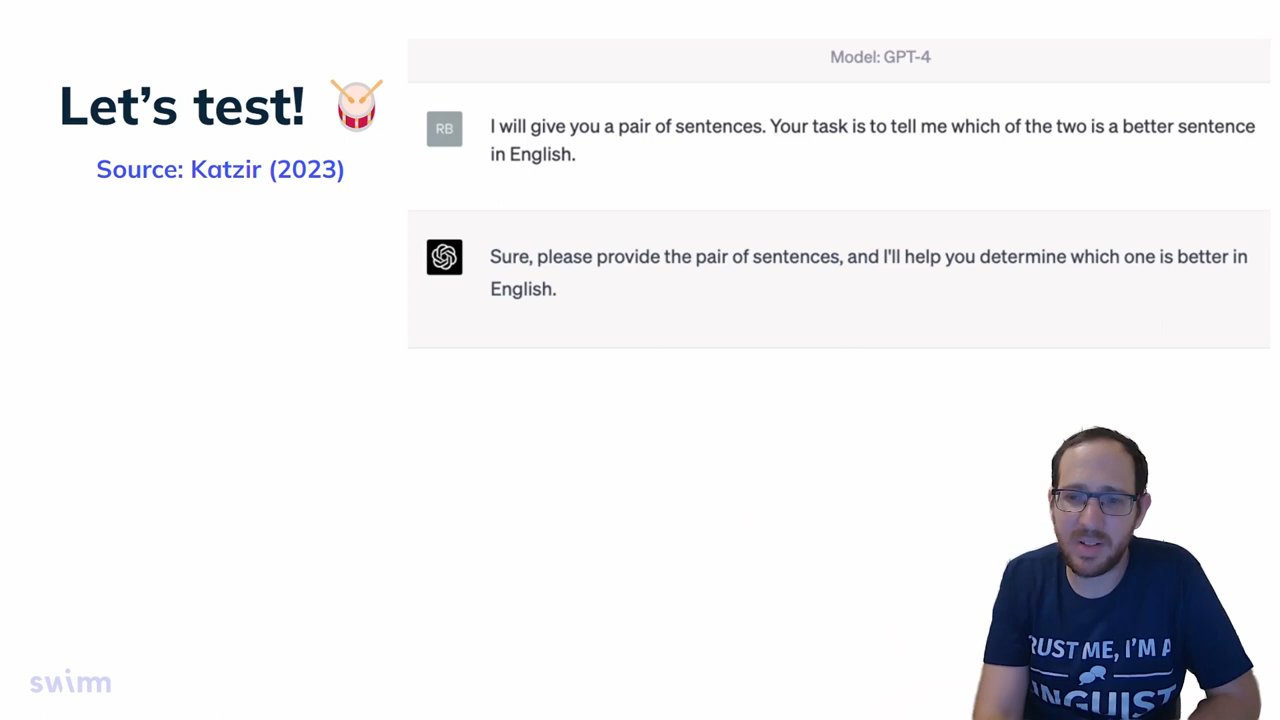 Let's test!
Source: Katzir (2023)
Model: GPT-4
RB
I will give you a pair of sentences. Your task is to tell me which of the two is a better sentence
in English.
Sure, please provide the pair of sentences, and I'll help you determine which one is better in
English.
RUST ME, I'M A
INGUIST
swimm